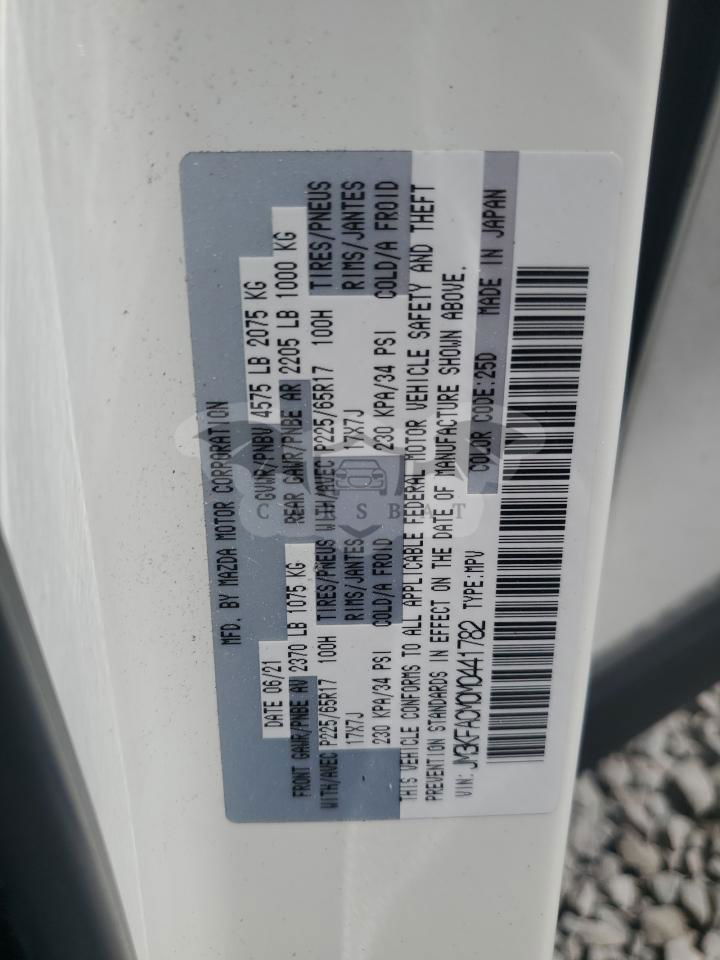 MFD. BY MAZDA MOTOR CORPORATION
DATE 06/21 GVWR/PNBV 4575 LB 2075 KG
FRONT GAWR/PNBE AV 2370 LB 1075 KG REAR GAWR/PNBE AR 2205 LB 1000 KG
WITH/AVEC P225/65R17 100H TIRES/PNEUS WITH/AVEC P225/65R17 100H TIRES/PNEUS
17X7J RIMS/JANTES 17X7J RIMS/JANTES
230 KPA/34 PSI COLD/A FROID 230 KPA/34 PSI COLD/A FROID
THIS VEHICLE CONFORMS TO ALL APPLICABLE FEDERAL MOTOR VEHICLE SAFETY AND THEFT
PREVENTION STANDARDS IN EFFECT ON THE DATE OF MANUFACTURE SHOWN ABOVE.
VIN: JM3KFACM0M0441782 TYPE:MPV COLOR CODE:25D MADE IN JAPAN